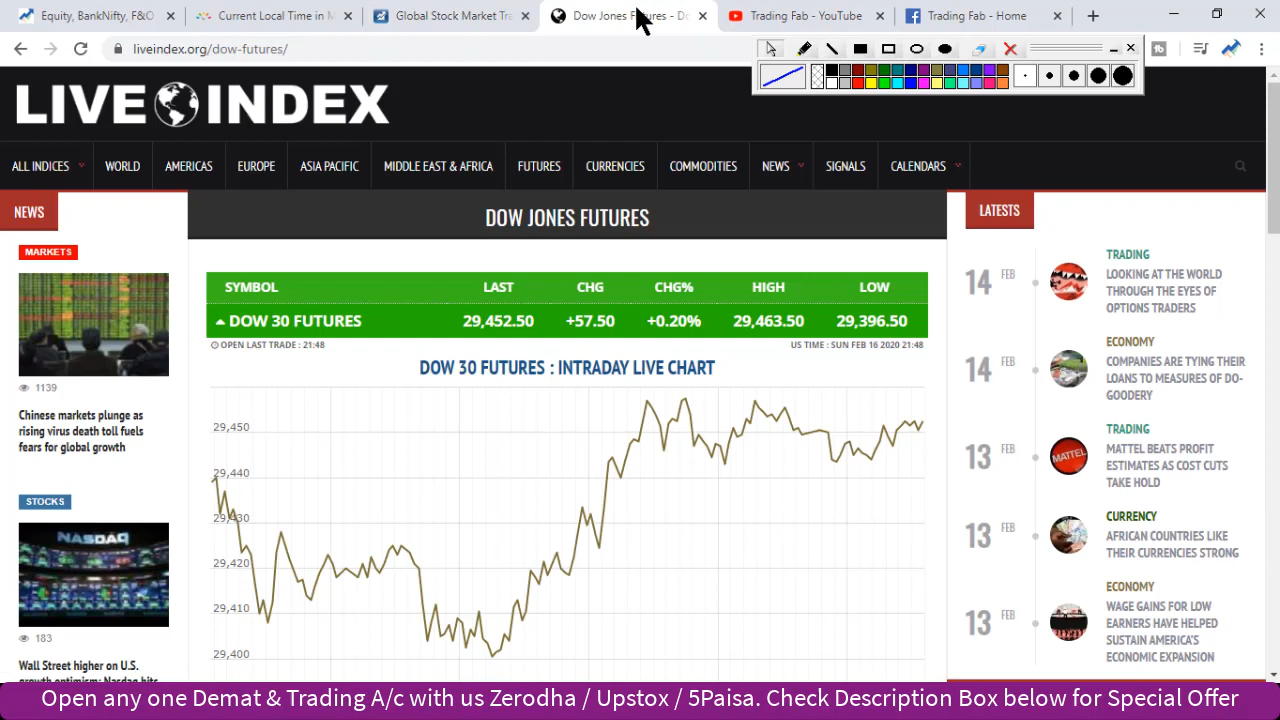 Equity, BankNifty, F&O
Current Local Time in
Global Stock Market Tr
Dow Jones Futures - Do
Trading Fab - YouTube
Trading Fab - Home
liveindex.org/dow-futures/
LIVE INDEX
ALL INDICES
WORLD
AMERICAS
EUROPE
ASIA PACIFIC
MIDDLE EAST & AFRICA
FUTURES
CURRENCIES
COMMODITIES
NEWS
SIGNALS
CALENDARS
NEWS
MARKETS
1139
Chinese markets plunge as
rising virus death toll fuels
fears for global growth
STOCKS
NASDAQ
183
Wall Street higher on U.S.
DOW JONES FUTURES
SYMBOL LAST CHG CHG% HIGH LOW
DOW 30 FUTURES 29,452.50 +57.50 +0.20% 29,463.50 29,396.50
OPEN LAST TRADE : 21:48
US TIME : SUN FEB 16 2020 21:48
DOW 30 FUTURES : INTRADAY LIVE CHART
29,450
29,440
29,430
29,420
29,410
29,400
LATESTS
14 FEB
TRADING
LOOKING AT THE WORLD
THROUGH THE EYES OF
OPTIONS TRADERS
14 FEB
ECONOMY
COMPANIES ARE TYING THEIR
LOANS TO MEASURES OF DO-
GOODERY
13 FEB
MATTEL
TRADING
MATTEL BEATS PROFIT
ESTIMATES AS COST CUTS
TAKE HOLD
13 FEB
CURRENCY
AFRICAN COUNTRIES LIKE
THEIR CURRENCIES STRONG
13 FEB
ECONOMY
WAGE GAINS FOR LOW
EARNERS HAVE HELPED
SUSTAIN AMERICA'S
ECONOMIC EXPANSION
Open any one Demat & Trading A/c with us Zerodha / Upstox / 5Paisa. Check Description Box below for Special Offer